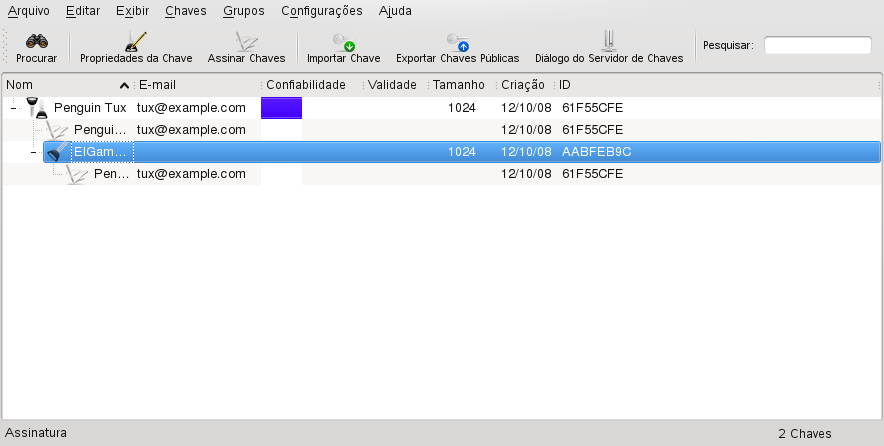 Arquivo Editar Exibir Chaves Grupos Configurações Ajuda
Procurar Propriedades da Chave Assinar Chaves Importar Chave Exportar Chaves Públicas Diálogo do Servidor de Chaves Pesquisar:
Nom E-mail Confiabilidade Validade Tamanho Criação ID
Penguin Tux tux@example.com 1024 12/10/08 61F55CFE
Pengui... tux@example.com 12/10/08 61F55CFE
ElGam... 1024 12/10/08 AABFEB9C
Pen... tux@example.com 12/10/08 61F55CFE
Assinatura 2 Chaves